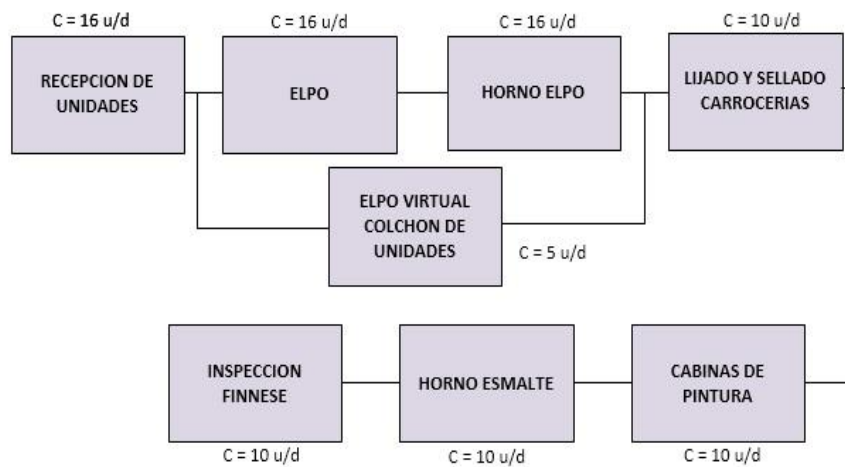 C = 16 u/d
C = 16 u/d
C = 16 u/d
C = 10 u/d
RECEPCION DE
UNIDADES
ELPO
HORNO ELPO
LIJADO Y SELLADO
CARROCERIAS
ELPO VIRTUAL
COLCHON DE
UNIDADES
C = 5 u/d
INSPECCION
FINNESE
HORNO ESMALTE
CABINAS DE
PINTURA
C = 10 u/d
C = 10 u/d
C = 10 u/d